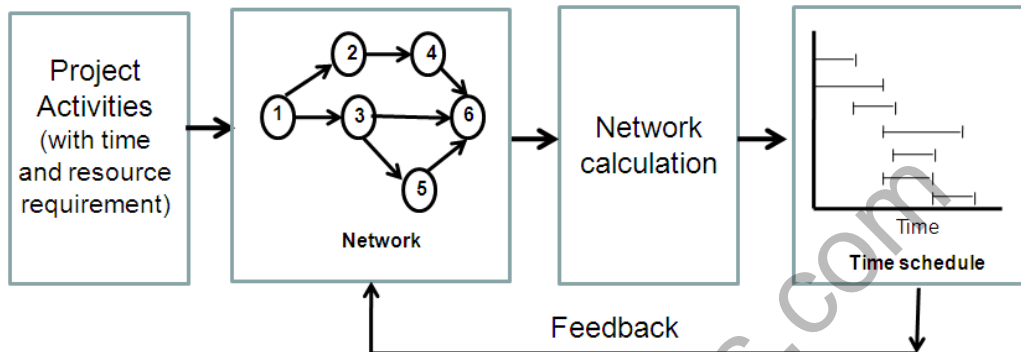 Project
Activities
(with time
and resource
requirement)
1
2
4
3
6
5
Network
Network
calculation
Time
Time schedule
Feedback
s.com